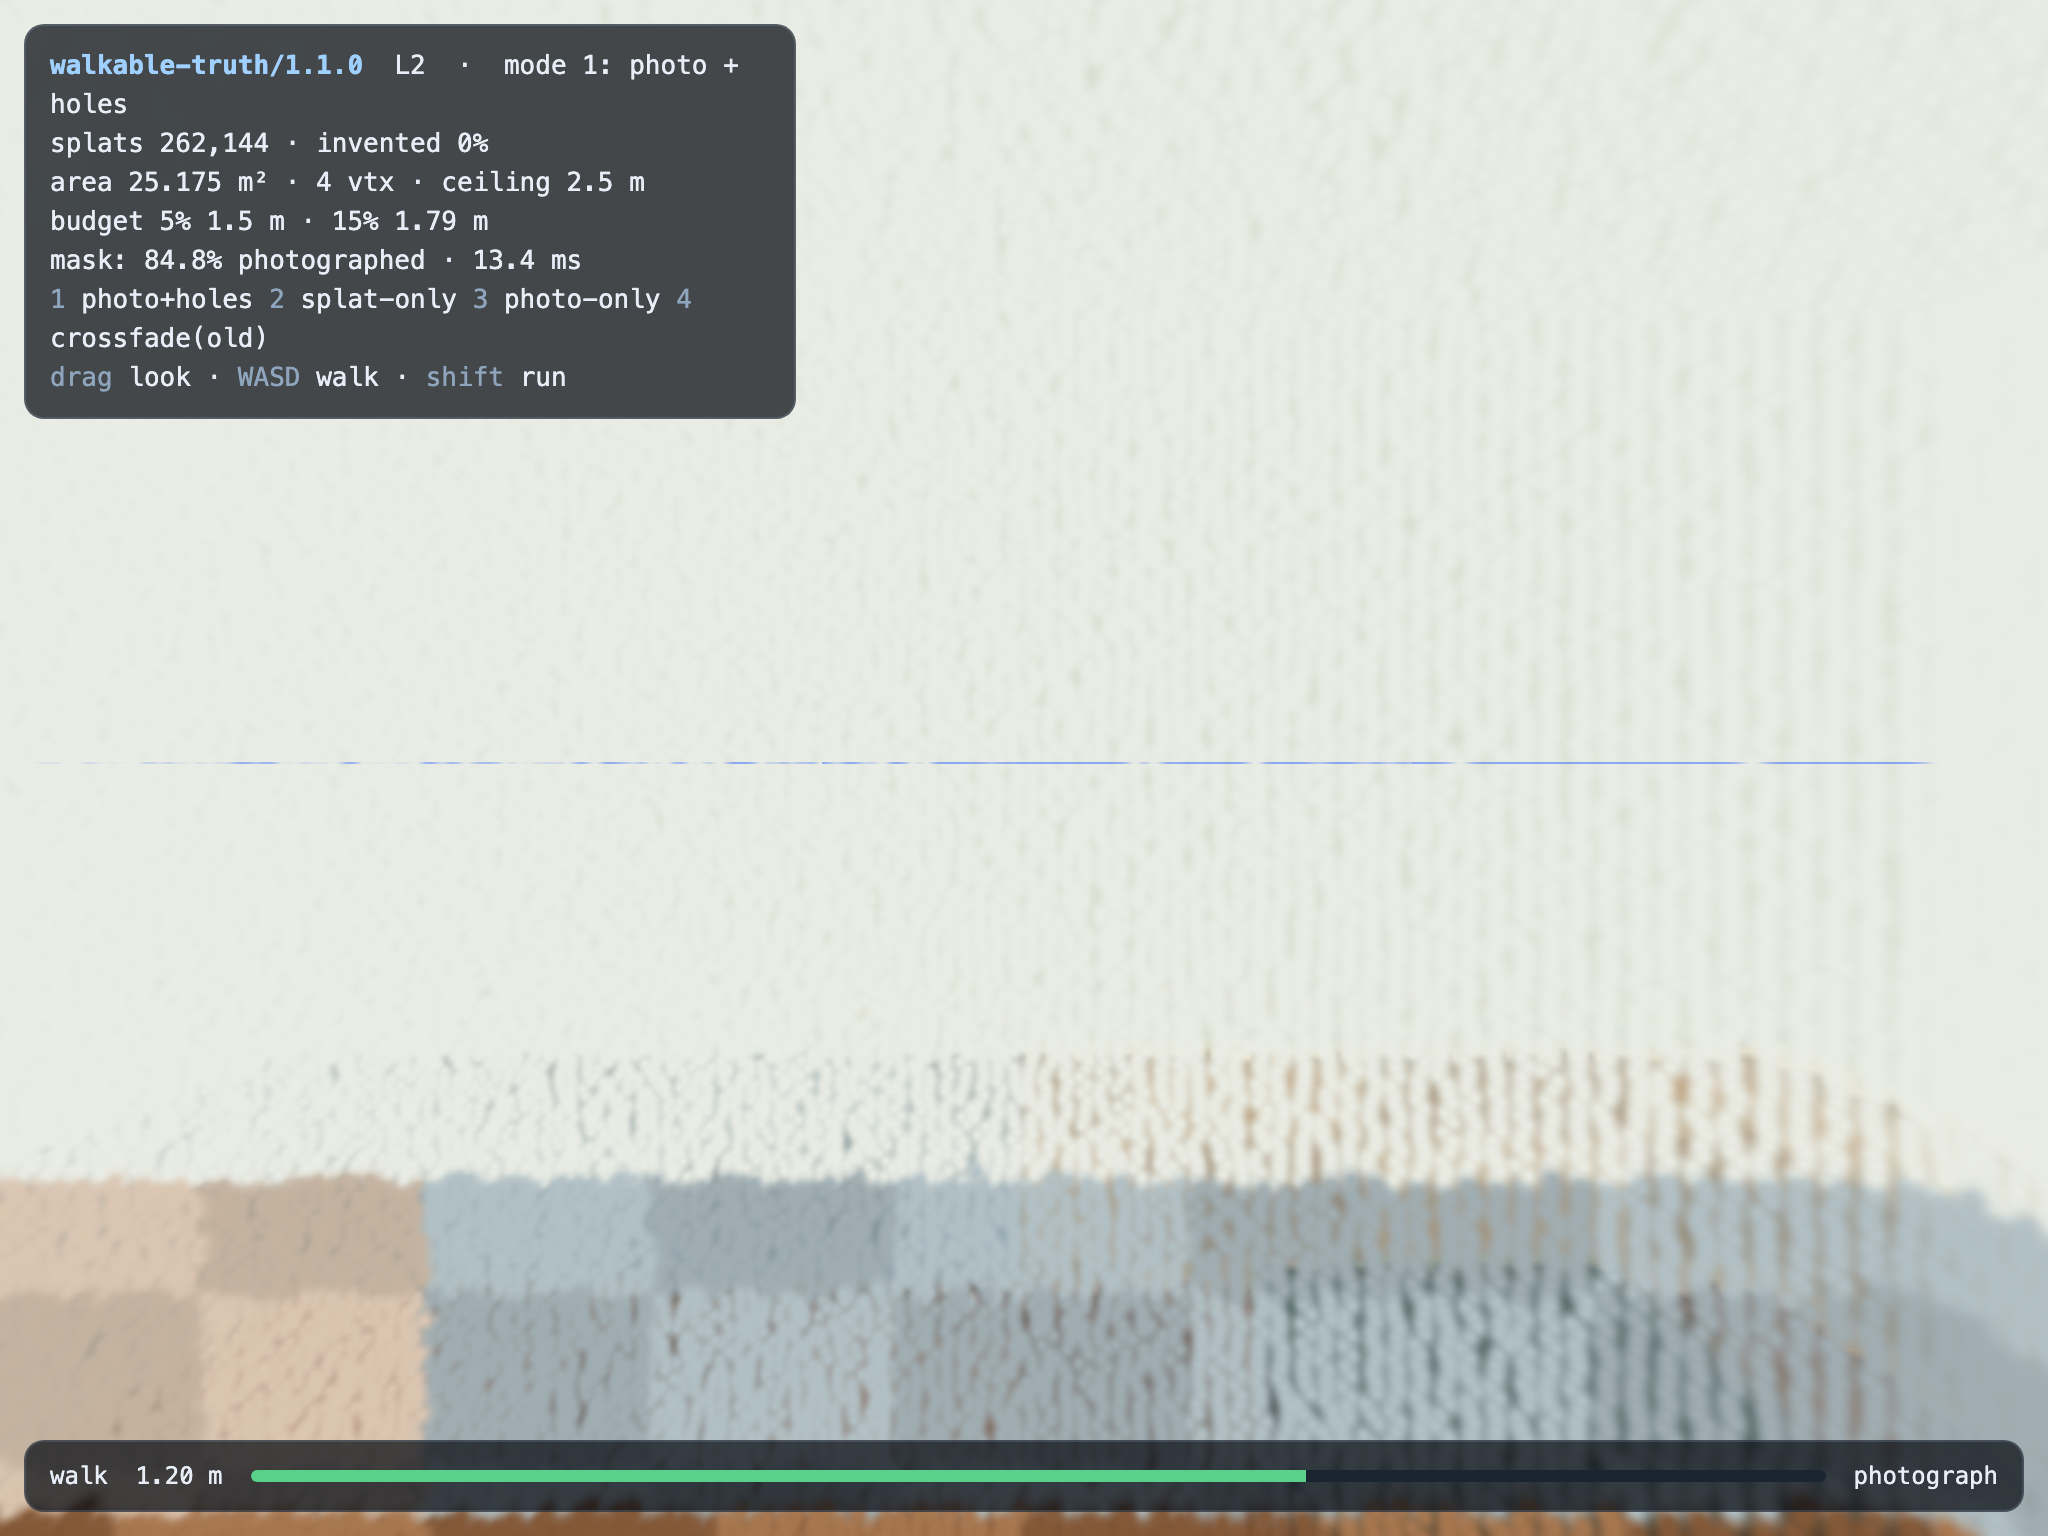 walkable-truth/1.1.0 L2 · mode 1: photo +
holes
splats 262,144 · invented 0%
area 25.175 m² · 4 vtx · ceiling 2.5 m
budget 5% 1.5 m · 15% 1.79 m
mask: 84.8% photographed · 13.4 ms
1 photo+holes 2 splat-only 3 photo-only 4
crossfade(old)
drag look · WASD walk · shift run
walk 1.20 m photograph